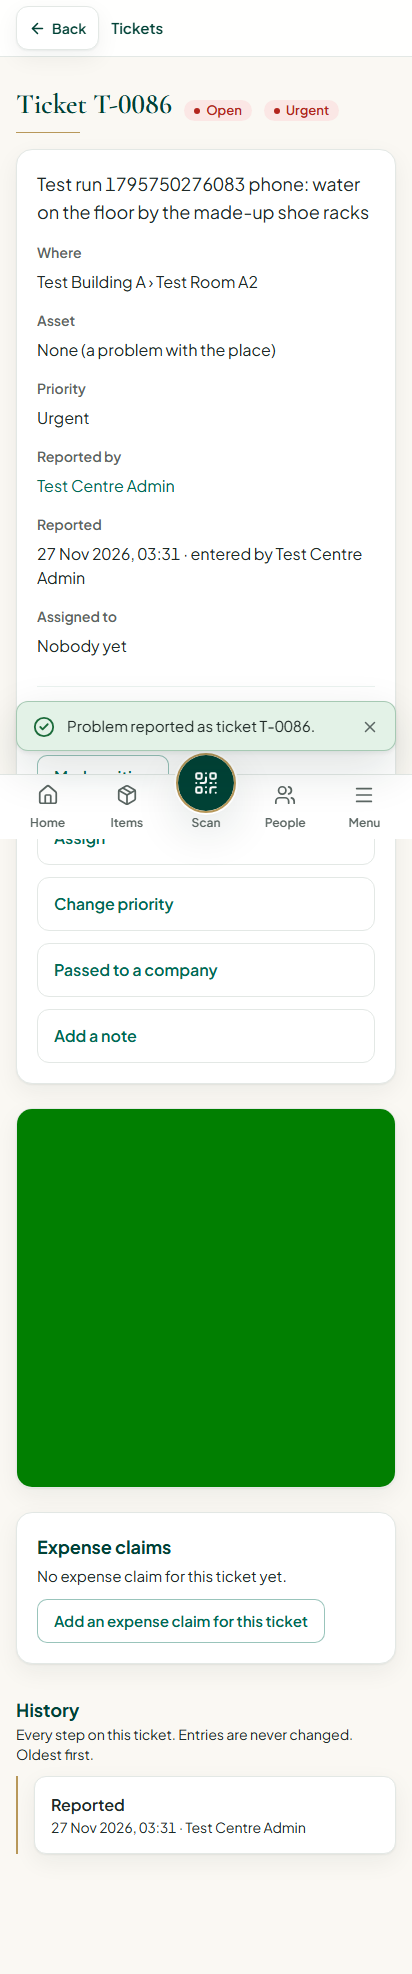 Back
Tickets
Ticket T-0086
Open
Urgent
Test run 1795750276083 phone: water
on the floor by the made-up shoe racks
Where
Test Building A › Test Room A2
Asset
None (a problem with the place)
Priority
Urgent
Reported by
Test Centre Admin
Reported
27 Nov 2026, 03:31 · entered by Test Centre
Admin
Assigned to
Nobody yet
Problem reported as ticket T-0086.
Home
Items
Scan
People
Menu
Assign
Change priority
Passed to a company
Add a note
Expense claims
No expense claim for this ticket yet.
Add an expense claim for this ticket
History
Every step on this ticket. Entries are never changed.
Oldest first.
Reported
27 Nov 2026, 03:31 · Test Centre Admin